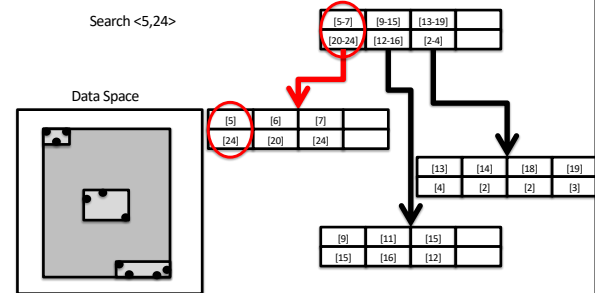 Search <5,24>
[5-7] [9-15] [13-19]
[20-24] [12-16] [2-4]
Data Space
[5] [6] [7]
[24] [20] [24]
[13] [14] [18] [19]
[4] [2] [2] [3]
[9] [11] [15]
[15] [16] [12]